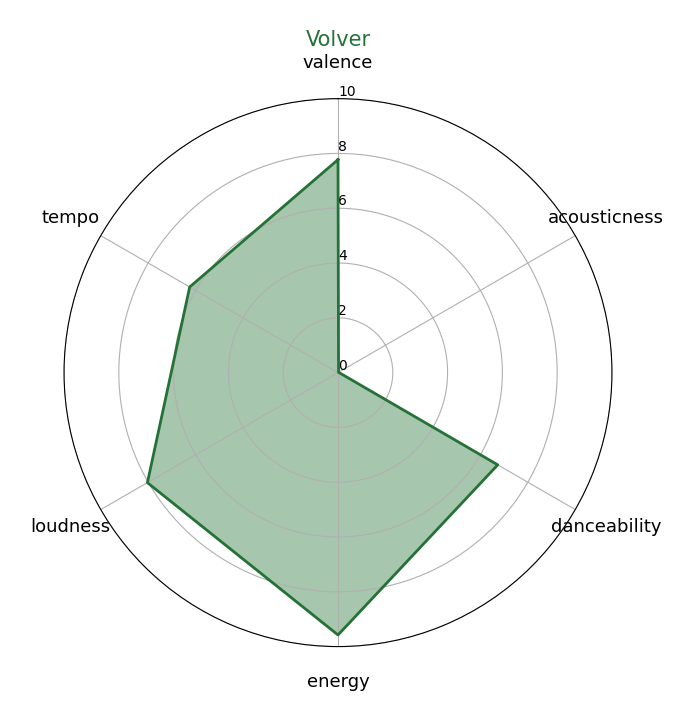 Volver
valence
10
8
6
4
2
0
tempo
acousticness
loudness
danceability
energy